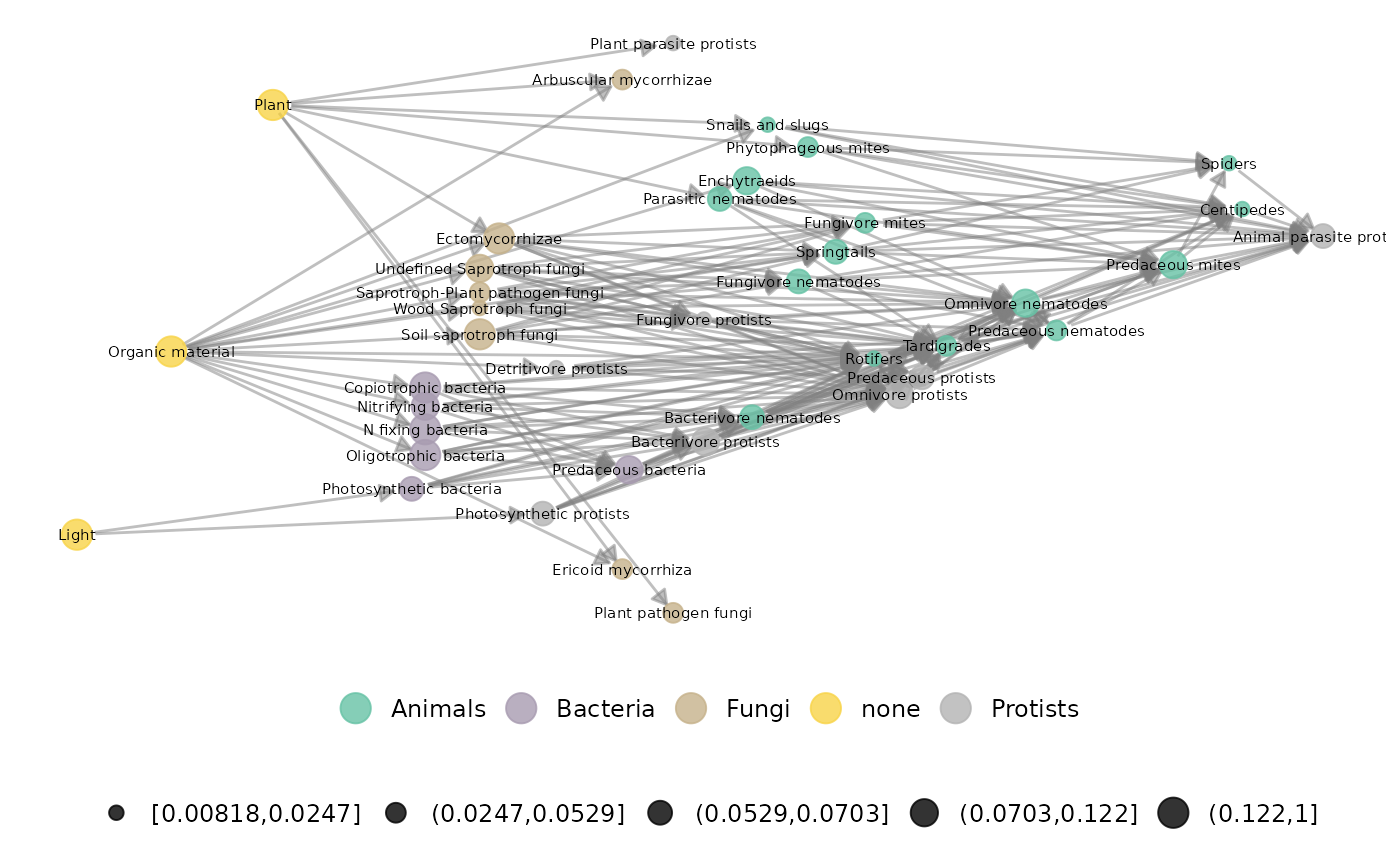 Plant parasite protists
Arbuscular mycorrhizae
Plant
Snails and slugs
Phytophageous mites
Spiders
Enchytraeids
Parasitic nematodes
Centipedes
Fungivore mites
Animal parasite prot
Ectomycorrhizae
Springtails
Predaceous mites
Undefined Saprotroph fungi
Fungivore nematodes
Saprotroph-Plant pathogen fungi
Omnivore nematodes
Wood Saprotroph fungi
Fungivore protists
Predaceous nematodes
Soil saprotroph fungi
Tardigrades
Organic material
Rotifers
Detritivore protists
Predaceous protists
Copiotrophic bacteria
Omnivore protists
Nitrifying bacteria
Bacterivore nematodes
N fixing bacteria
Bacterivore protists
Oligotrophic bacteria
Predaceous bacteria
Photosynthetic bacteria
Photosynthetic protists
Light
Ericoid mycorrhiza
Plant pathogen fungi
Animals Bacteria Fungi none Protists
[0.00818,0.0247] (0.0247,0.0529] (0.0529,0.0703] (0.0703,0.122] (0.122,1]